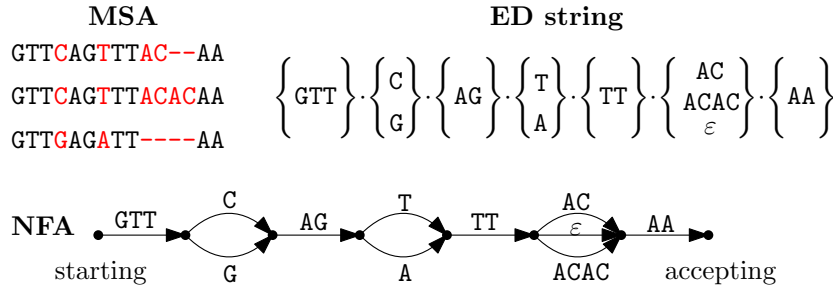 MSA
GTTCAGTTTAC--AA
GTTCAGTTTACACAA
GTTGAGATT----AA
ED string
{GTT}·{C G}·{AG}·{T A}·{TT}·{AC ACAC ε}·{AA}
NFA
GTT C G AG T A TT AC ε ACAC AA
starting accepting